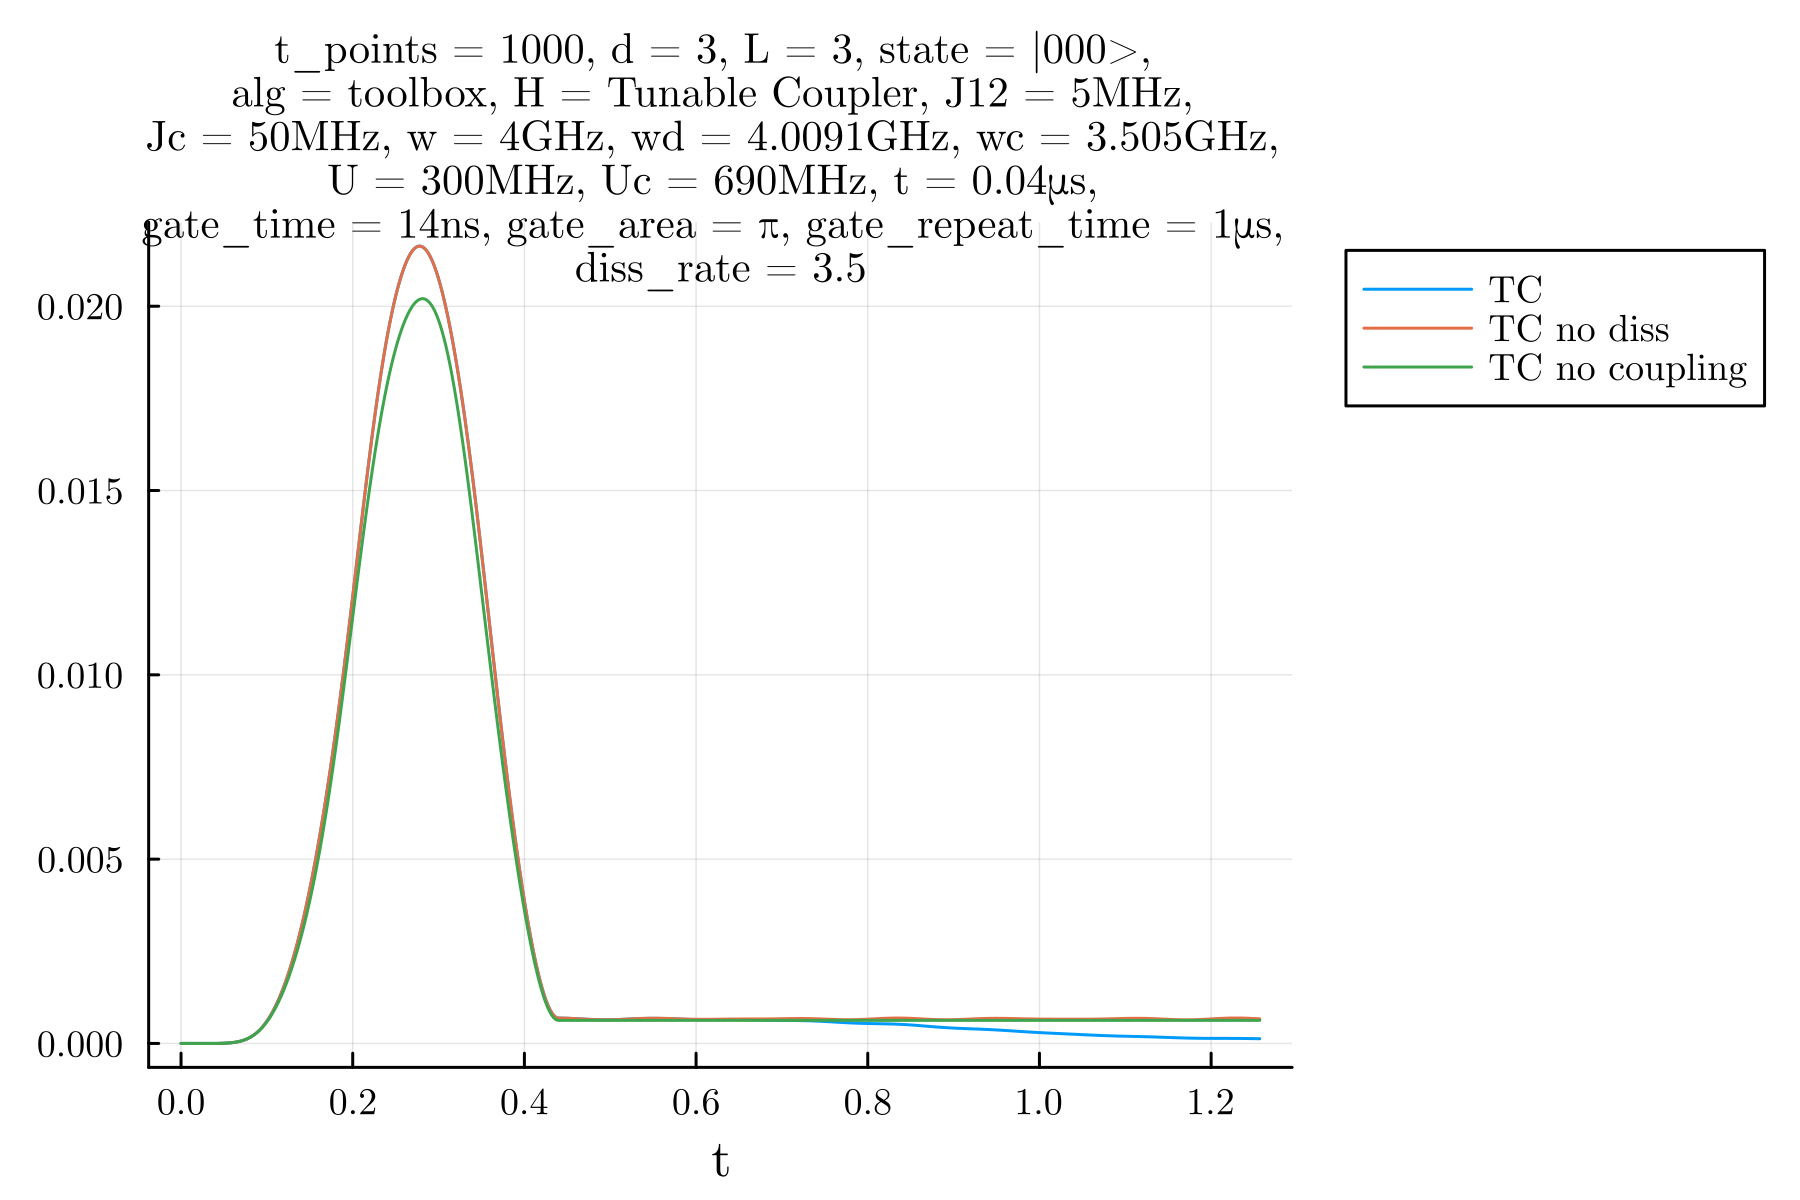 t_points = 1000, d = 3, L = 3, state = |000>,
alg = toolbox, H = Tunable Coupler, J12 = 5MHz,
Jc = 50MHz, w = 4GHz, wd = 4.0091GHz, wc = 3.505GHz,
U = 300MHz, Uc = 690MHz, t = 0.04μs,
gate_time = 14ns, gate_area = π, gate_repeat_time = 1μs,
diss_rate = 3.5
TC
TC no diss
TC no coupling
0.020
0.015
0.010
0.005
0.000
0.0 0.2 0.4 0.6 0.8 1.0 1.2
t